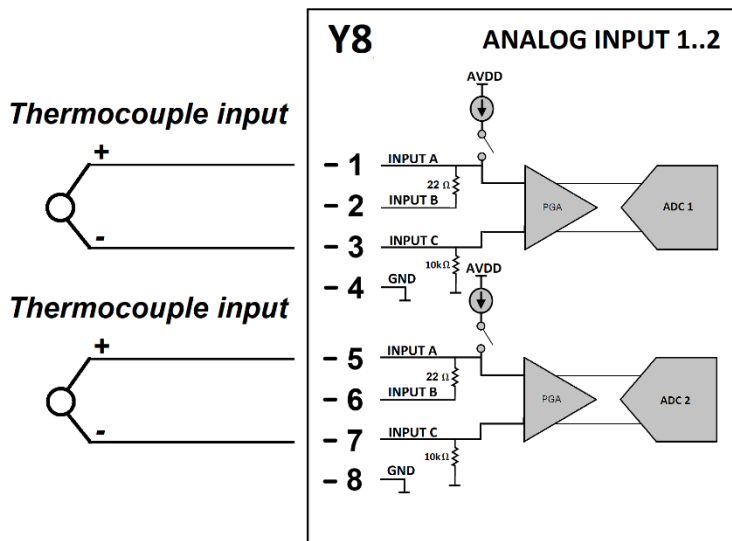 Y8 ANALOG INPUT 1..2
AVDD
Thermocouple input
+
- 1 INPUT A
22 Ω
- 2 INPUT B
PGA
ADC 1
-
- 3 INPUT C
10kΩ
AVDD
- 4 GND
Thermocouple input
+
- 5 INPUT A
22 Ω
- 6 INPUT B
PGA
ADC 2
-
- 7 INPUT C
10kΩ
- 8 GND